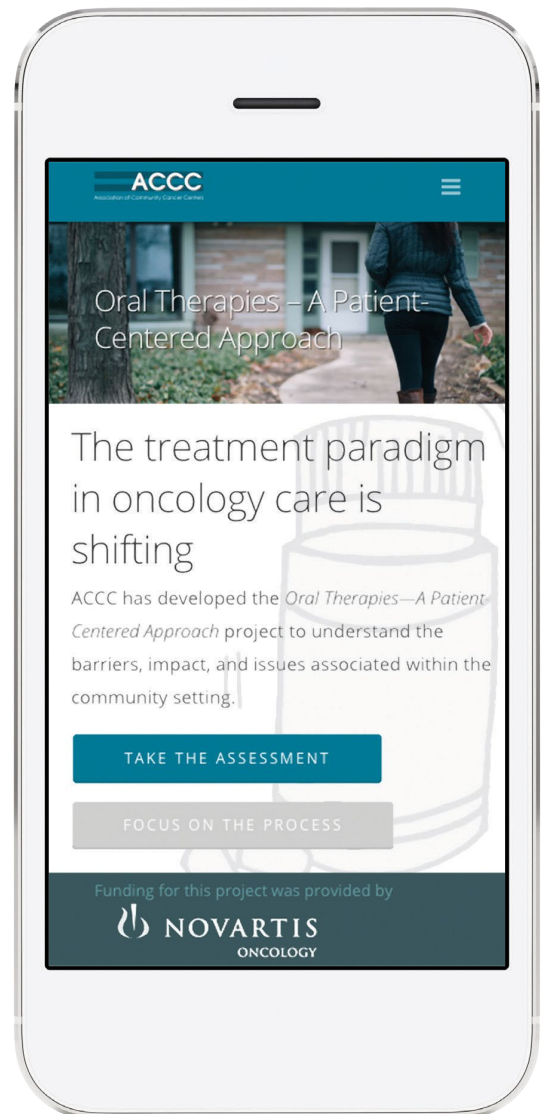 ACCC
Association of Community Cancer Centers
Oral Therapies – A Patient-
Centered Approach
The treatment paradigm
in oncology care is
shifting
ACCC has developed the Oral Therapies—A Patient-
Centered Approach project to understand the
barriers, impact, and issues associated within the
community setting.
TAKE THE ASSESSMENT
FOCUS ON THE PROCESS
Funding for this project was provided by
NOVARTIS
ONCOLOGY